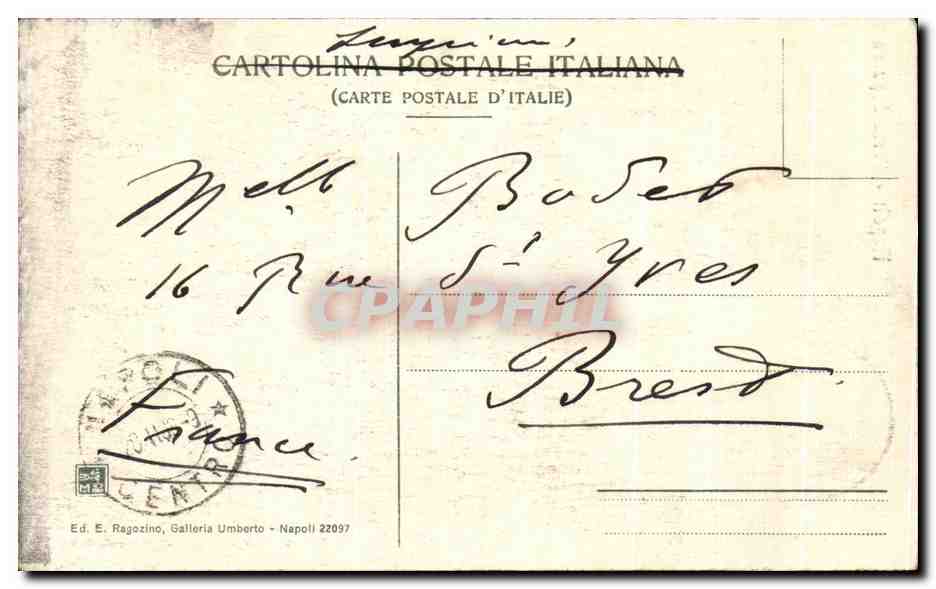 CARTOLINA POSTALE ITALIANA
(CARTE POSTALE D'ITALIE)
Melle Bodet
16 Rue St Yves
CPAPHIL
Brest
France
NAPOLI
CENTR
Ed. E. Ragozino, Galleria Umberto - Napoli 22097